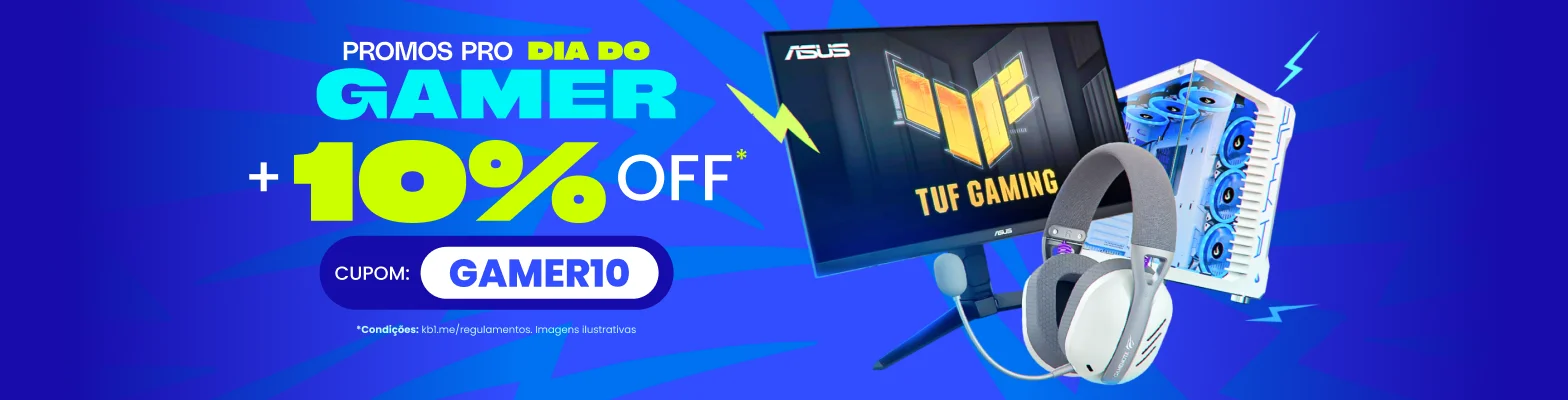 PROMOS PRO DIA DO
GAMER
+10% OFF*
CUPOM: GAMER10
*Condições: kb1.me/regulamentos. Imagens ilustrativas
ASUS
TUF GAMING
ASUS